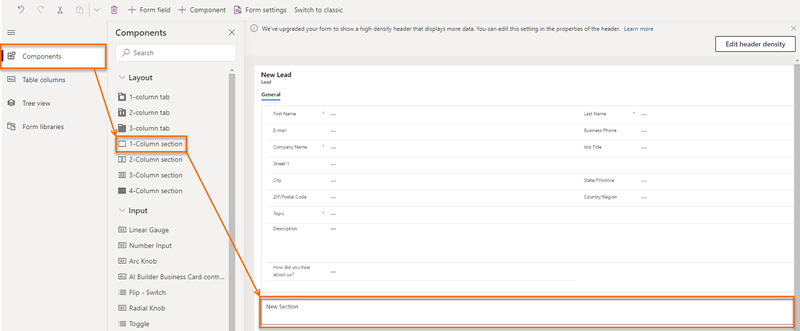 + Form field + Component Form settings Switch to classic
Components
Table columns
Tree view
Form libraries
Components
Search
Layout
1-column tab
2-column tab
3-column tab
1-Column section
2-Column section
3-Column section
4-Column section
Input
Linear Gauge
Number Input
Arc Knob
AI Builder Business Card contr...
Flip - Switch
Radial Knob
Toggle
We've upgraded your form to show a high density header that displays more data. You can edit this setting in the properties of the header. Learn more
Edit header density
New Lead
Lead
General
First Name * ---
Last Name * ---
E-mail ---
Business Phone ---
Company Name * ---
Job Title ---
Street 1 ---
City ---
State/Province ---
ZIP/Postal Code ---
Country/Region ---
Topic * ---
Description ---
How did you hear
about us? ---
New Section